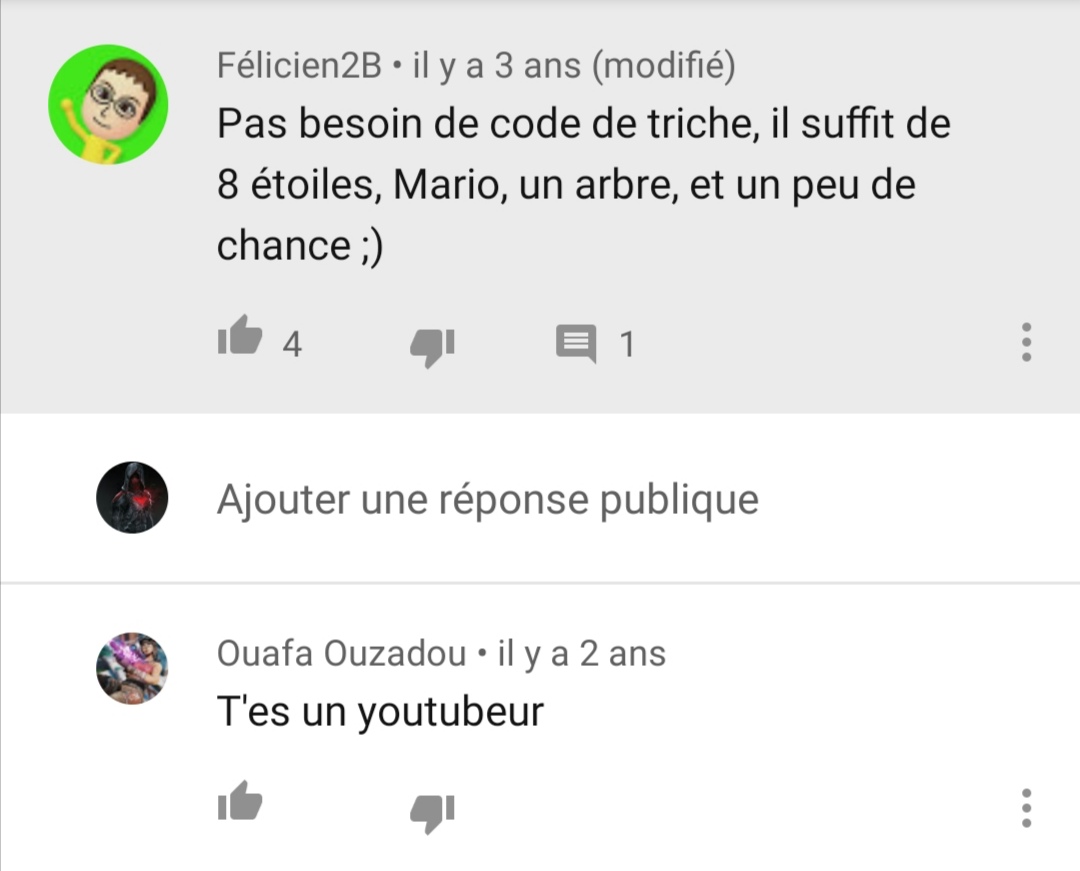 Félicien2B • il y a 3 ans (modifié)
Pas besoin de code de triche, il suffit de
8 étoiles, Mario, un arbre, et un peu de
chance ;)
4 1
Ajouter une réponse publique
Ouafa Ouzadou • il y a 2 ans
T'es un youtubeur